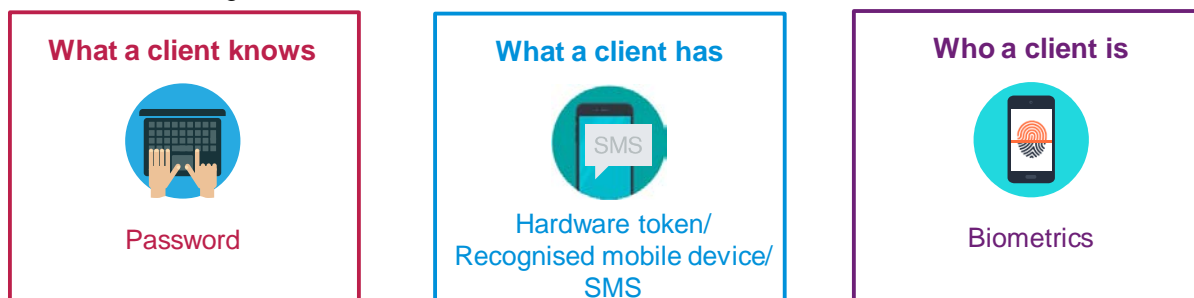 What a client knows
Password
What a client has
SMS
Hardware token/
Recognised mobile device/
SMS
Who a client is
Biometrics